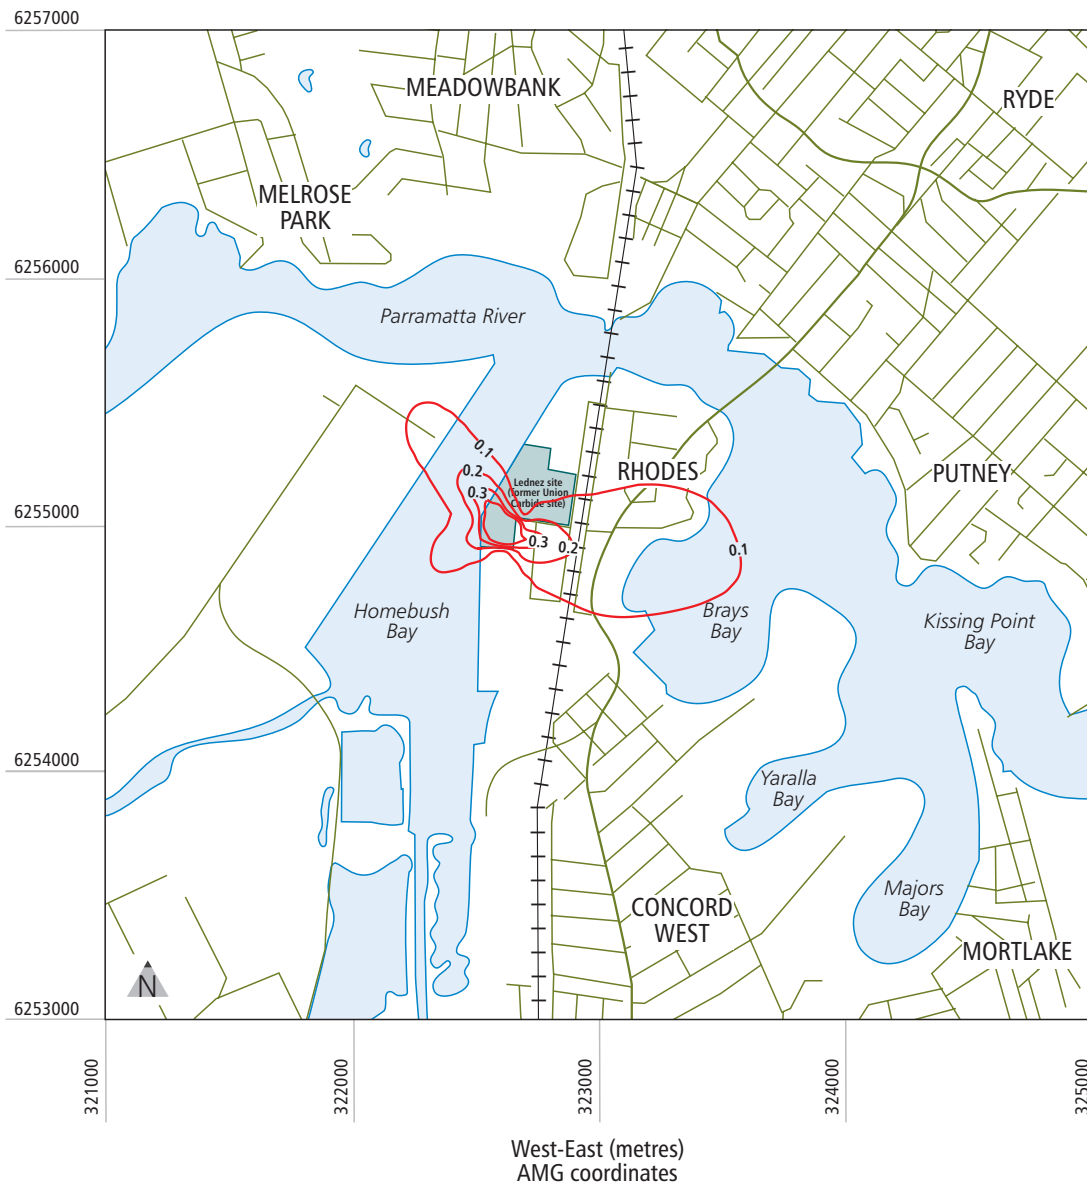 6257000
MEADOWBANK
RYDE
MELROSE
PARK
6256000
Parramatta River
0.1
0.2
0.3
Lednez site
(former Union
Carbide site)
RHODES
PUTNEY
6255000
0.3
0.2
0.1
Homebush
Bay
Brays
Bay
Kissing Point
Bay
6254000
Yaralla
Bay
Majors
Bay
CONCORD
WEST
MORTLAKE
N
6253000
321000
322000
323000
324000
325000
West-East (metres)
AMG coordinates